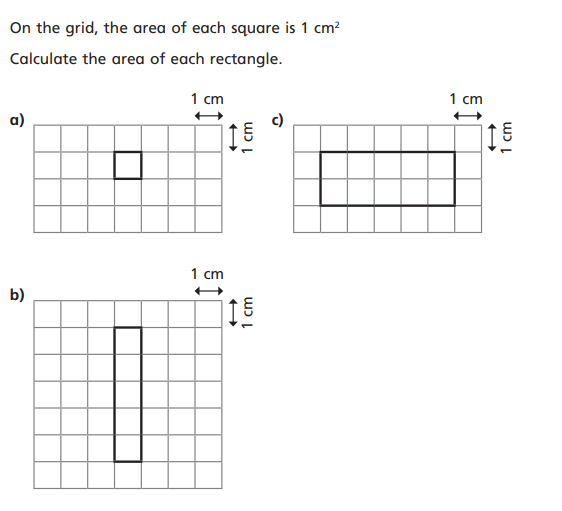 On the grid, the area of each square is 1 cm²
Calculate the area of each rectangle.
a)
1 cm
1 cm
c)
1 cm
1 cm
b)
1 cm
1 cm